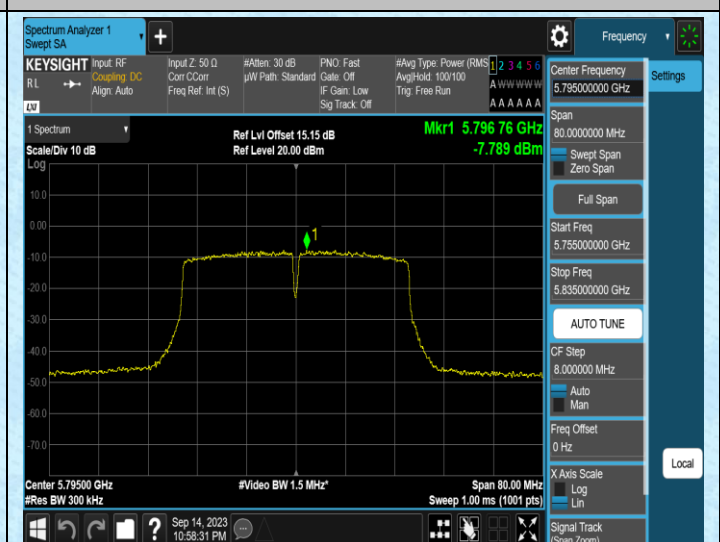 Spectrum Analyzer 1
Swept SA
+
Frequency
KEYSIGHT
Input: RF
Input Z: 50 Ω
#Atten: 30 dB
PNO: Fast
#Avg Type: Power (RMS
1 2 3 4 5 6
RL
Coupling: DC
Corr CCorr
µW Path: Standard
Gate: Off
Avg|Hold: 100/100
A W W W W W
Align: Auto
Freq Ref: Int (S)
IF Gain: Low
Trig: Free Run
Sig Track: Off
A A A A A A
LXI
1 Spectrum
Ref Lvl Offset 15.15 dB
Mkr1 5.796 76 GHz
Scale/Div 10 dB
Ref Level 20.00 dBm
-7.789 dBm
Log
10.0
0.00
-10.0
-20.0
-30.0
-40.0
-50.0
-60.0
-70.0
1
Center 5.79500 GHz
#Video BW 1.5 MHz*
Span 80.00 MHz
#Res BW 300 kHz
Sweep 1.00 ms (1001 pts)
Center Frequency
5.795000000 GHz
Settings
Span
80.0000000 MHz
Swept Span
Zero Span
Full Span
Start Freq
5.755000000 GHz
Stop Freq
5.835000000 GHz
AUTO TUNE
CF Step
8.000000 MHz
Auto
Man
Freq Offset
0 Hz
X Axis Scale
Log
Lin
Local
Signal Track
(Span Zoom)
?
Sep 14, 2023
10:58:31 PM